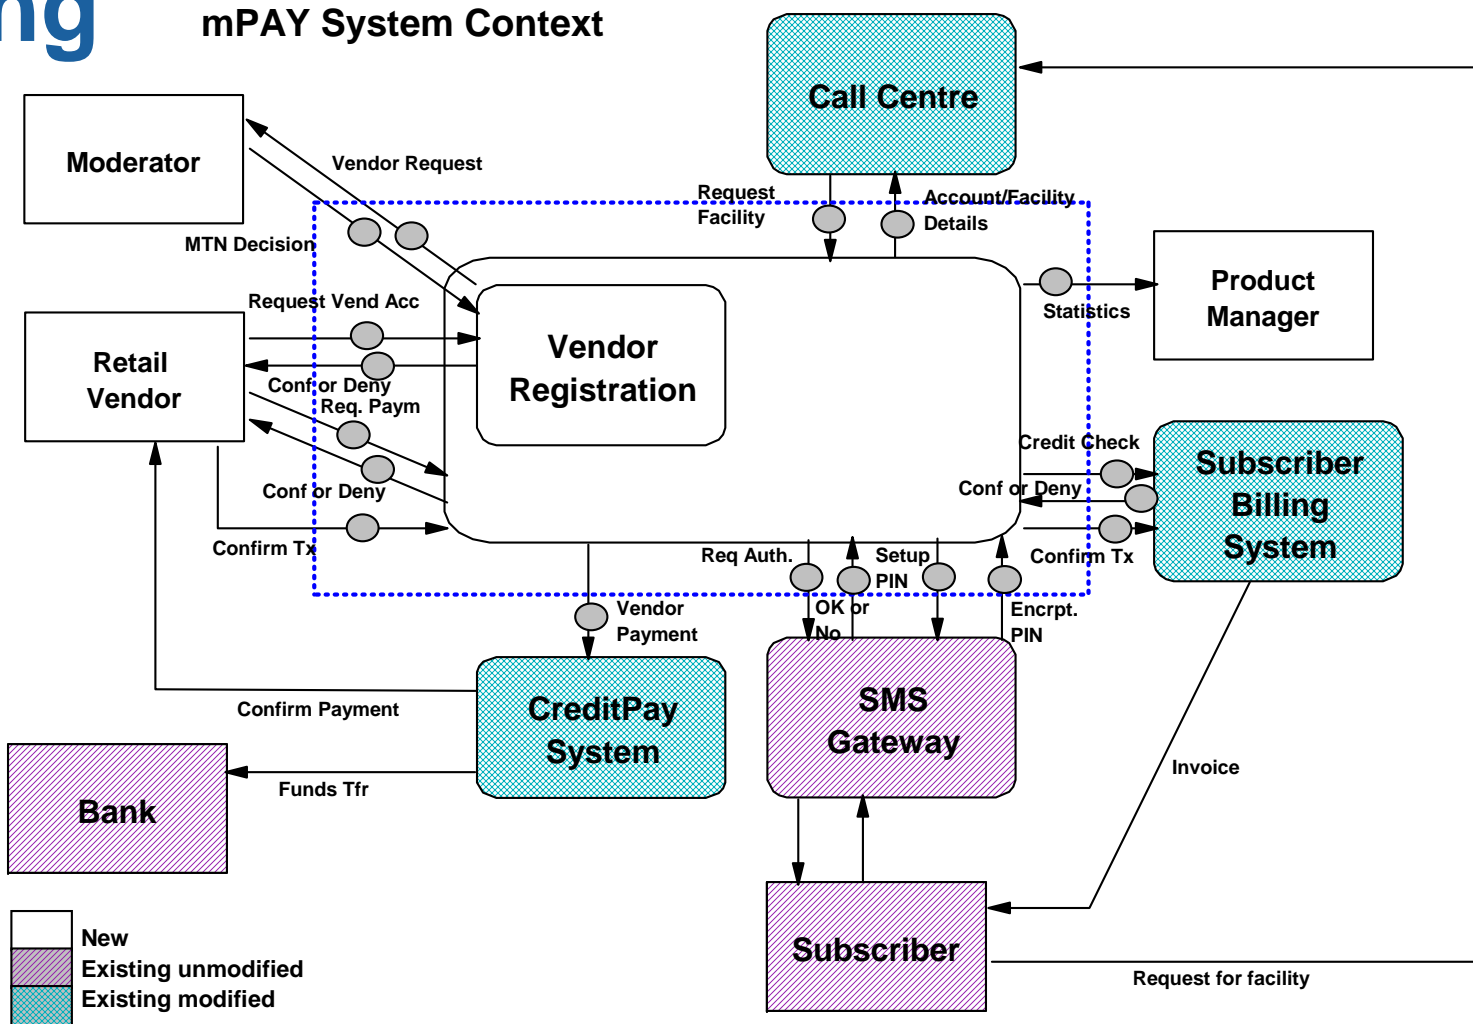 ng
mPAY System Context
Call Centre
Moderator
Vendor Request
Request
Facility
Account/Facility
Details
MTN Decision
Request Vend Acc
Product
Manager
Statistics
Retail
Vendor
Vendor
Registration
Conf or Deny
Req. Paym
Conf or Deny
Confirm Tx
Credit Check
Conf or Deny
Confirm Tx
Subscriber
Billing
System
Req Auth.
OK or
No
Setup
PIN
Encrpt.
PIN
Vendor
Payment
Confirm Payment
CreditPay
System
SMS
Gateway
Bank
Funds Tfr
Invoice
New
Existing unmodified
Existing modified
Subscriber
Request for facility